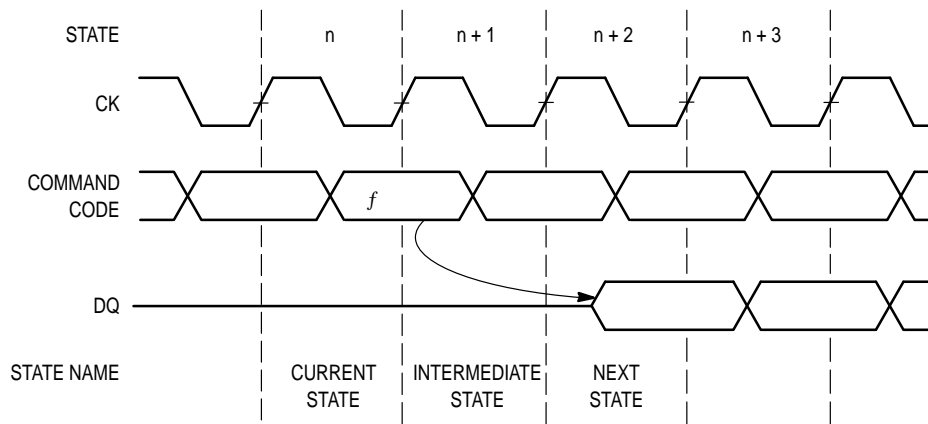 STATE n n + 1 n + 2 n + 3
CK
COMMAND
CODE
f
DQ
STATE NAME
CURRENT
STATE
INTERMEDIATE
STATE
NEXT
STATE